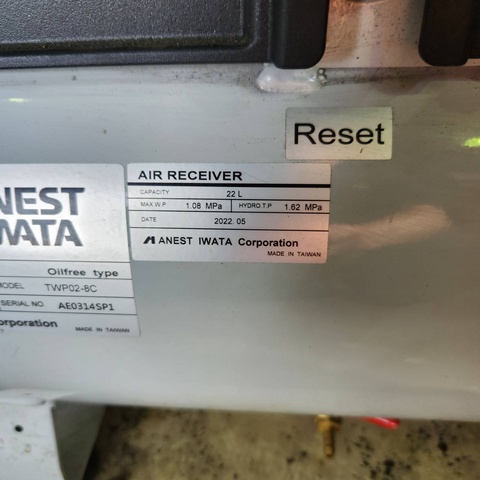 Reset
AIR RECEIVER
CAPACITY 22 L
MAX.W.P 1.08 MPa HYDRO.T.P 1.62 MPa
DATE 2022.05
ANEST IWATA Corporation
MADE IN TAIWAN
NEST
WATA
Oilfree type
MODEL TWP02-8C
SERIAL NO. AE0314SP1
orporation
MADE IN TAIWAN